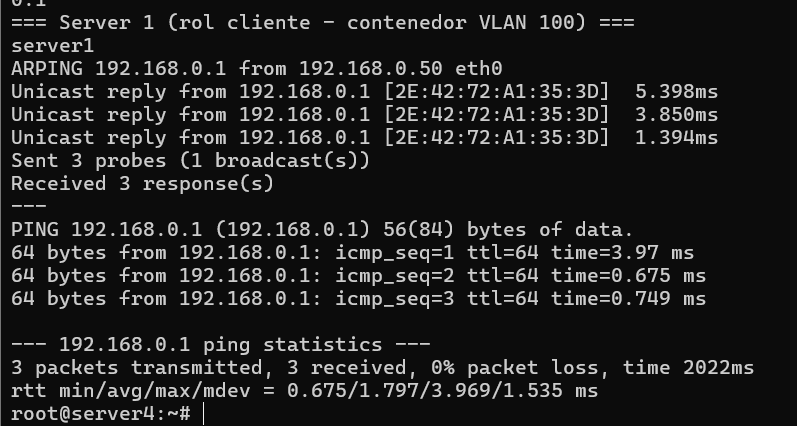 0.1
=== Server 1 (rol cliente - contenedor VLAN 100) ===
server1
ARPING 192.168.0.1 from 192.168.0.50 eth0
Unicast reply from 192.168.0.1 [2E:42:72:A1:35:3D]  5.398ms
Unicast reply from 192.168.0.1 [2E:42:72:A1:35:3D]  3.850ms
Unicast reply from 192.168.0.1 [2E:42:72:A1:35:3D]  1.394ms
Sent 3 probes (1 broadcast(s))
Received 3 response(s)
---
PING 192.168.0.1 (192.168.0.1) 56(84) bytes of data.
64 bytes from 192.168.0.1: icmp_seq=1 ttl=64 time=3.97 ms
64 bytes from 192.168.0.1: icmp_seq=2 ttl=64 time=0.675 ms
64 bytes from 192.168.0.1: icmp_seq=3 ttl=64 time=0.749 ms

--- 192.168.0.1 ping statistics ---
3 packets transmitted, 3 received, 0% packet loss, time 2022ms
rtt min/avg/max/mdev = 0.675/1.797/3.969/1.535 ms
root@server4:~#